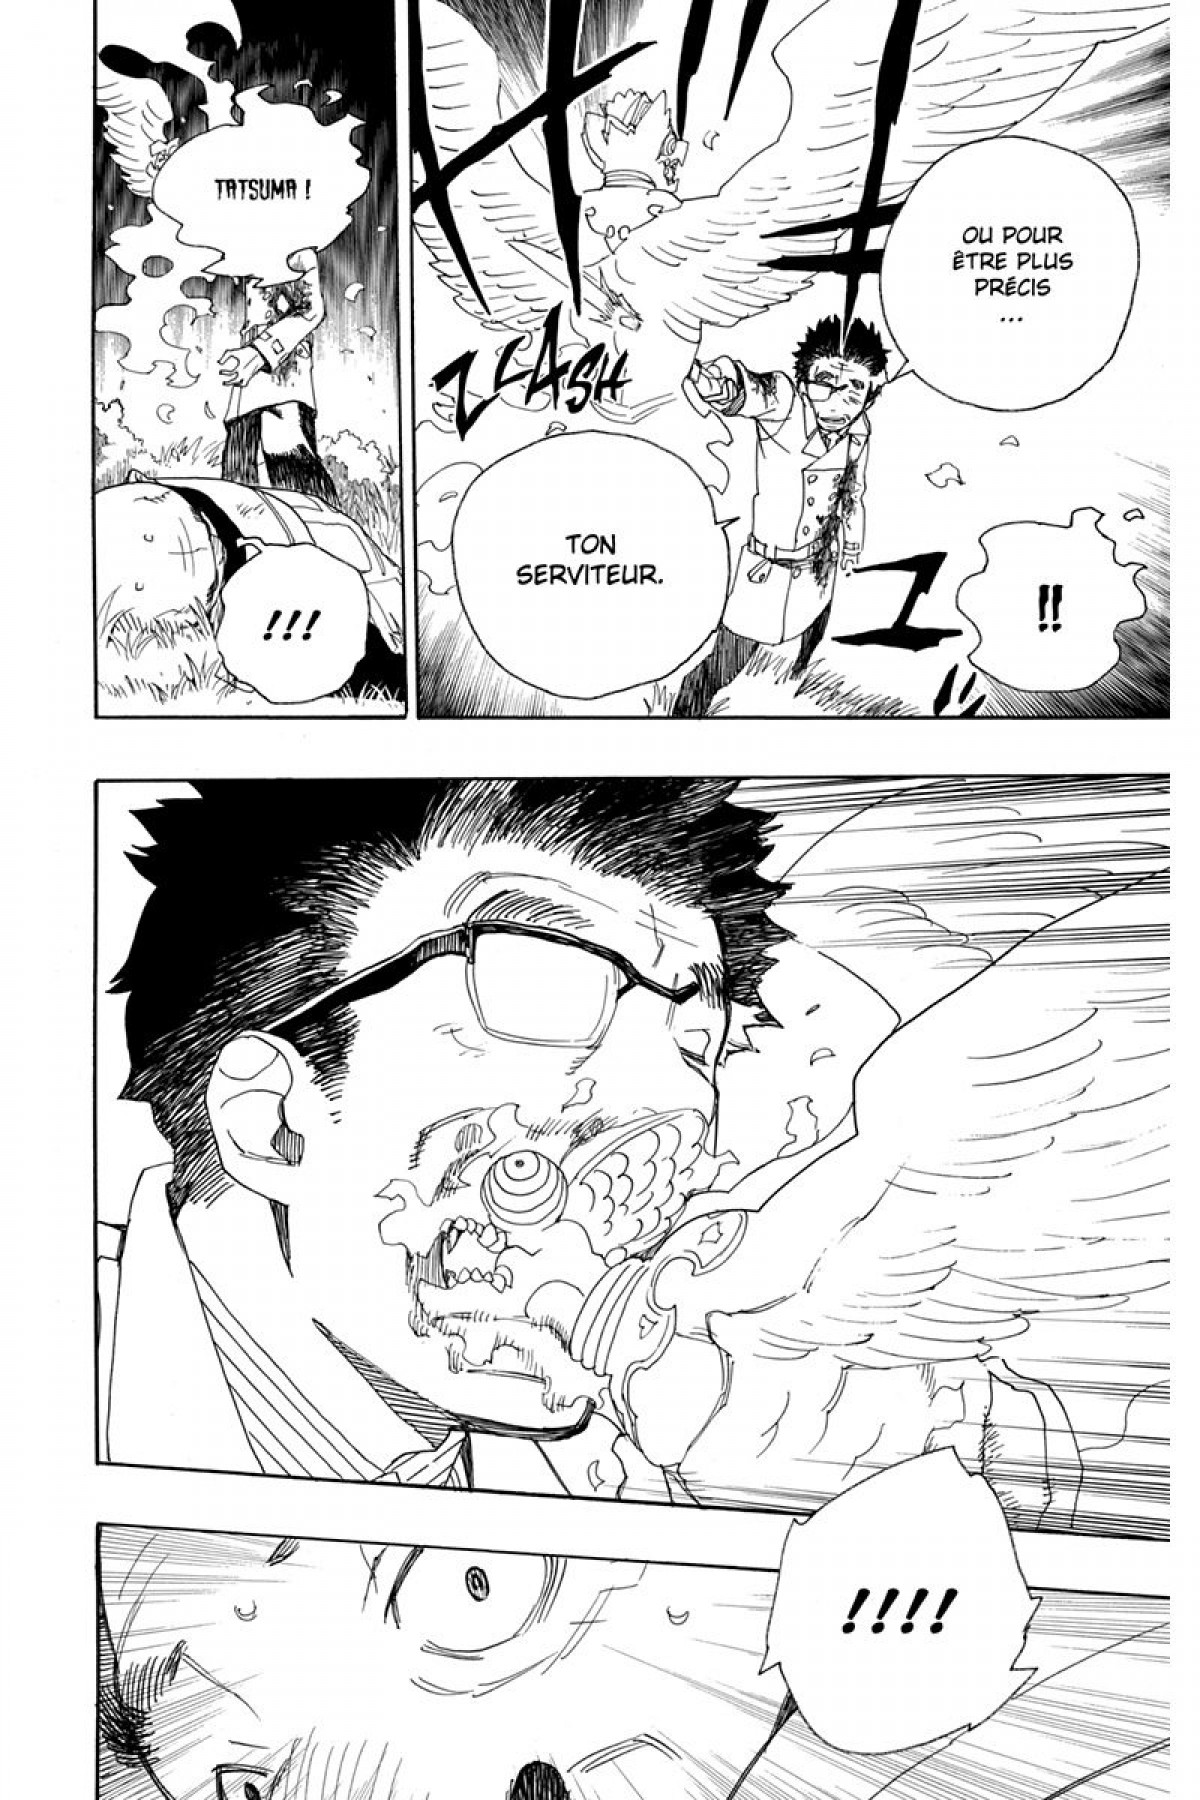 OU POUR
ÊTRE PLUS
PRÉCIS
...
ZLASH
TON
SERVITEUR.
!!
TATSUMA !
!!!
!!!!